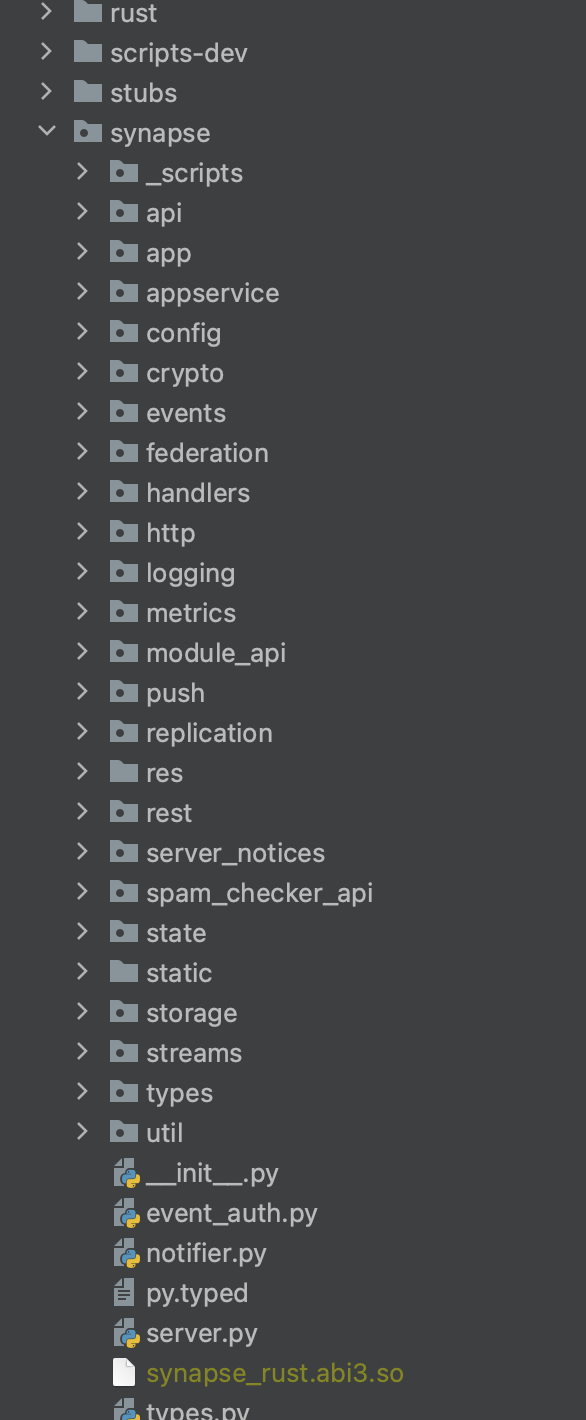 rust
scripts-dev
stubs
synapse
_scripts
api
app
appservice
config
crypto
events
federation
handlers
http
logging
metrics
module_api
push
replication
res
rest
server_notices
spam_checker_api
state
static
storage
streams
types
util
__init__.py
event_auth.py
notifier.py
py.typed
server.py
synapse_rust.abi3.so
types.py